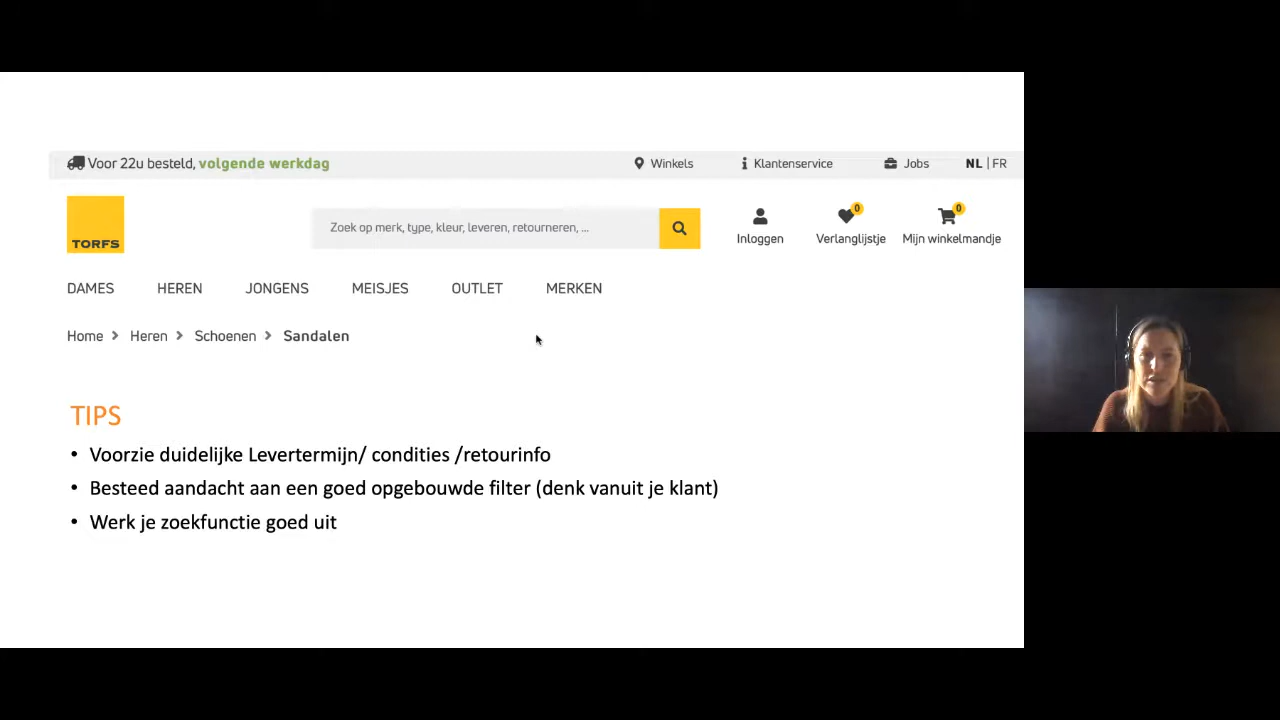 Voor 22u besteld, volgende werkdag
Winkels
Klantenservice
Jobs
NL | FR
TORFS
Zoek op merk, type, kleur, leveren, retourneren, ...
0
0
Inloggen
Verlanglijstje
Mijn winkelmandje
DAMES HEREN JONGENS MEISJES OUTLET MERKEN
Home > Heren > Schoenen > Sandalen
TIPS
• Voorzie duidelijke Levertermijn/ condities /retourinfo
• Besteed aandacht aan een goed opgebouwde filter (denk vanuit je klant)
• Werk je zoekfunctie goed uit